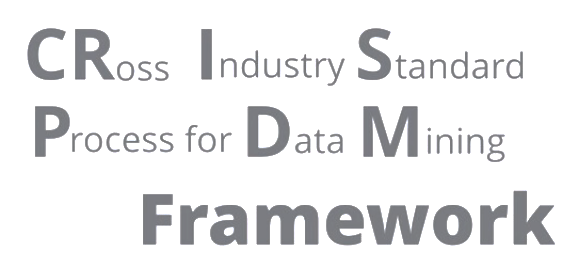 CRoss Industry Standard
Process for Data Mining
Framework